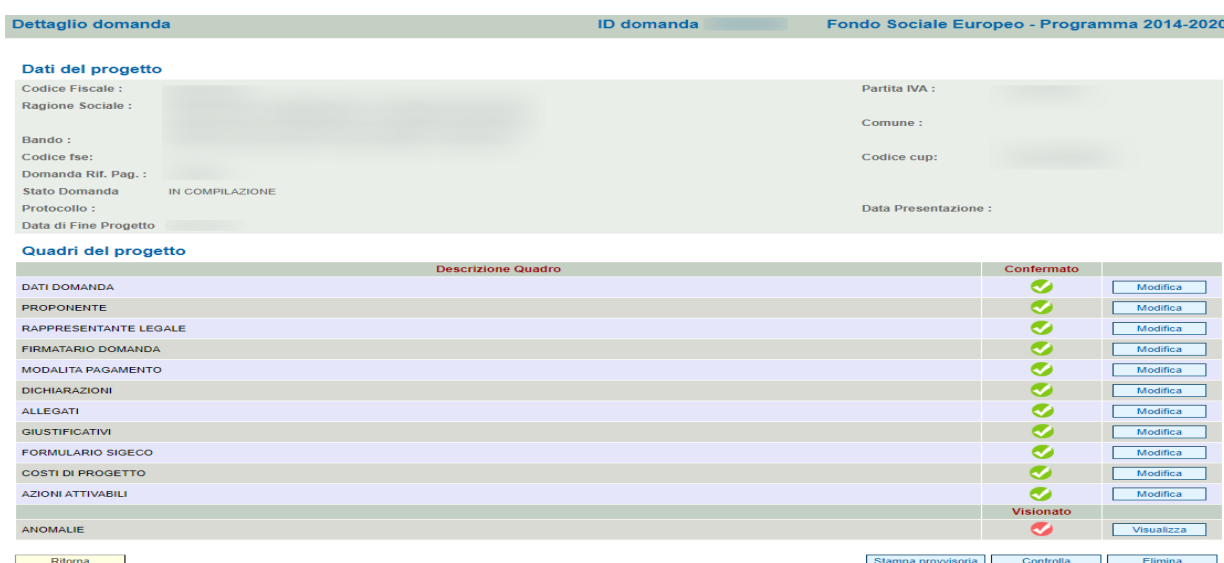 Dettaglio domanda ID domanda Fondo Sociale Europeo - Programma 2014-2020
Dati del progetto
Codice Fiscale : Partita IVA :
Ragione Sociale :
Comune :
Bando :
Codice fse: Codice cup:
Domanda Rif. Pag. :
Stato Domanda IN COMPILAZIONE
Protocollo : Data Presentazione :
Data di Fine Progetto
Quadri del progetto
Descrizione Quadro Confermato
DATI DOMANDA Modifica
PROPONENTE Modifica
RAPPRESENTANTE LEGALE Modifica
FIRMATARIO DOMANDA Modifica
MODALITA PAGAMENTO Modifica
DICHIARAZIONI Modifica
ALLEGATI Modifica
GIUSTIFICATIVI Modifica
FORMULARIO SIGECO Modifica
COSTI DI PROGETTO Modifica
AZIONI ATTIVABILI Modifica
Visionato
ANOMALIE Visualizza
Ritorna Stampa provvisoria Controlla Elimina